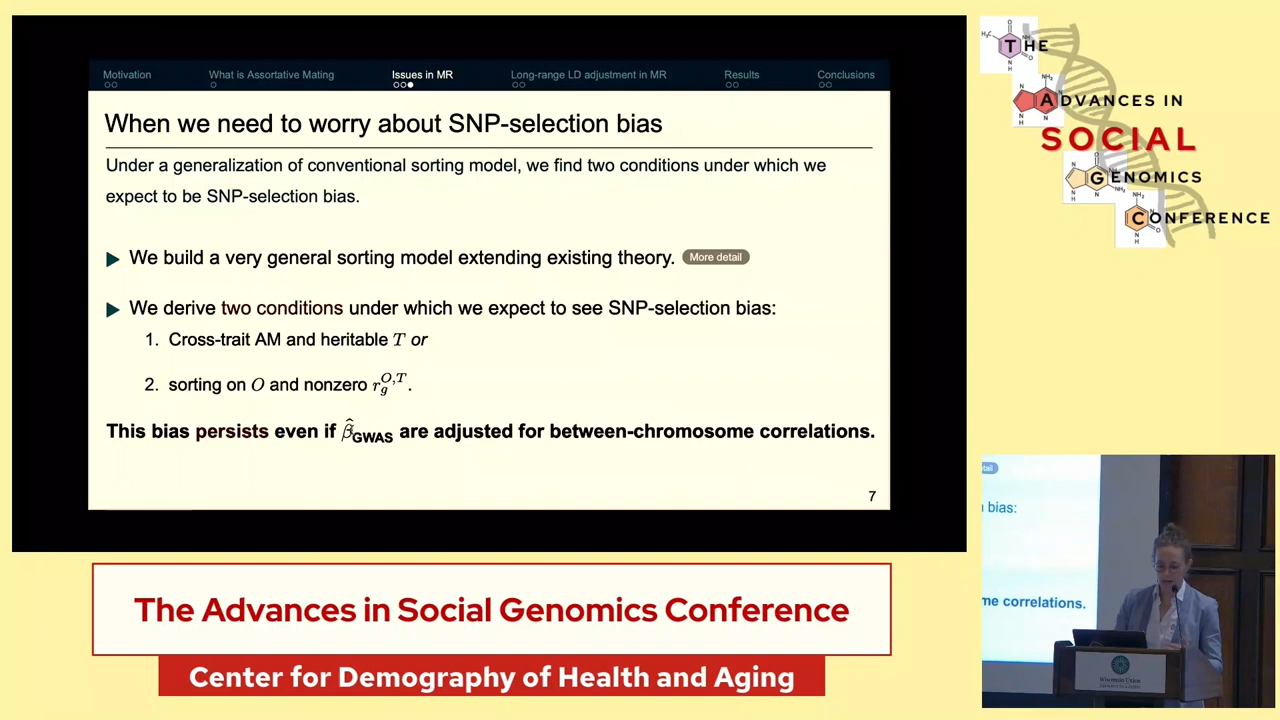 Motivation
What is Assortative Mating
Issues in MR
Long-range LD adjustment in MR
Results
Conclusions
When we need to worry about SNP-selection bias
Under a generalization of conventional sorting model, we find two conditions under which we
expect to be SNP-selection bias.
▶ We build a very general sorting model extending existing theory. More detail
▶ We derive two conditions under which we expect to see SNP-selection bias:
1. Cross-trait AM and heritable T or
2. sorting on O and nonzero r_g^{O,T}.
This bias persists even if β̂_GWAS are adjusted for between-chromosome correlations.
7
THE
ADVANCES IN
SOCIAL
GENOMICS
CONFERENCE
etail
bias:
me correlations.
Wisconsin Union
The Advances in Social Genomics Conference
Center for Demography of Health and Aging